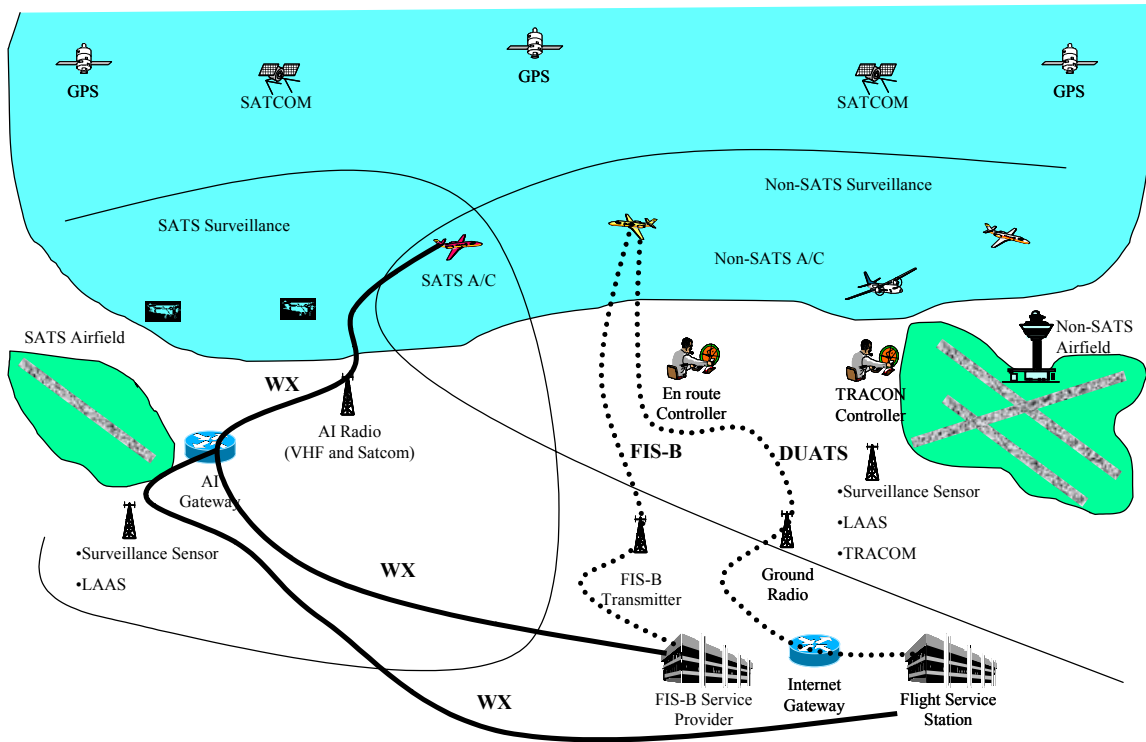 GPS
SATCOM
GPS
SATCOM
GPS
Non-SATS Surveillance
SATS Surveillance
SATS A/C
Non-SATS A/C
SATS Airfield
Non-SATS
Airfield
WX
En route
Controller
TRACON
Controller
AI Radio
(VHF and Satcom)
FIS-B
DUATS
AI
Gateway
•Surveillance Sensor
•LAAS
•TRACOM
•Surveillance Sensor
•LAAS
WX
FIS-B
Transmitter
Ground
Radio
WX
FIS-B Service
Provider
Internet
Gateway
Flight Service
Station